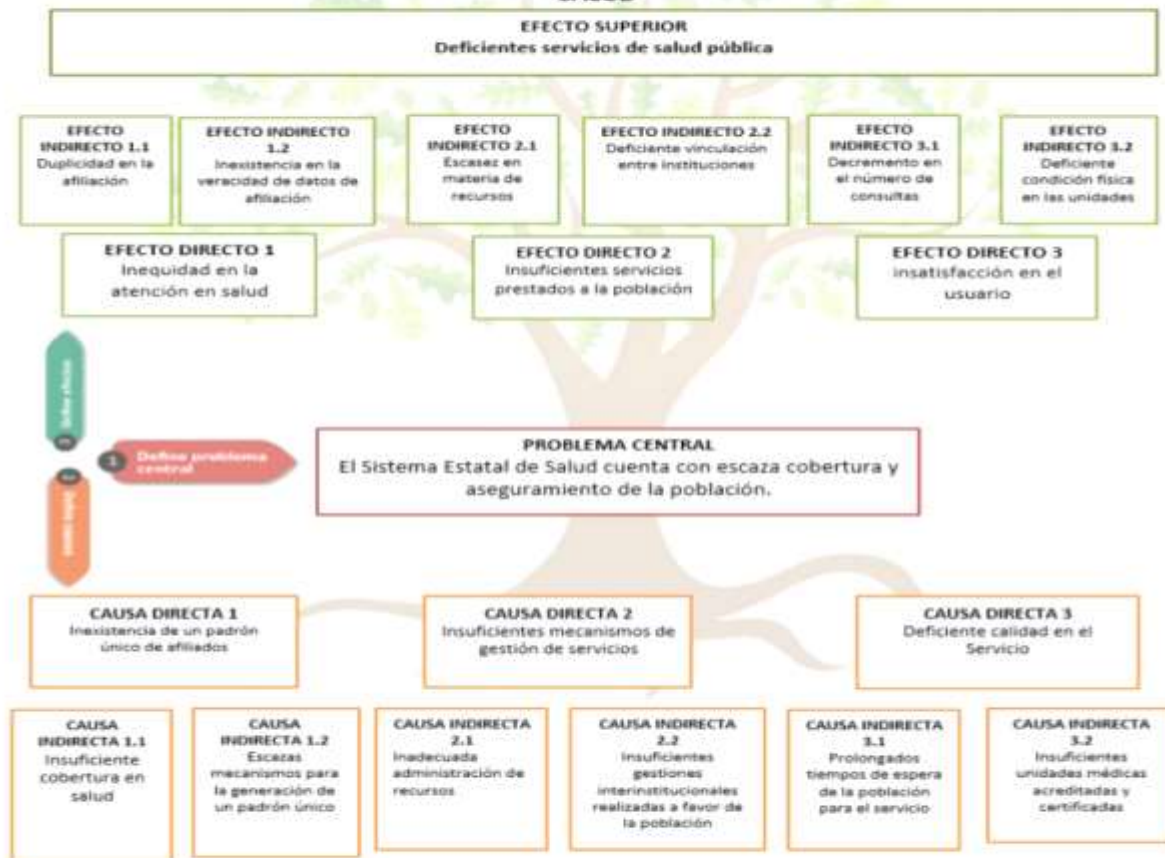 EFECTO SUPERIOR
Deficientes servicios de salud pública
EFECTO
INDIRECTO 1.1
Duplicidad en la
afiliación
EFECTO INDIRECTO
1.2
Inexistencia en la
veracidad de datos de
afiliación
EFECTO
INDIRECTO 2.1
Escasez en
materia de
recursos
EFECTO INDIRECTO 2.2
Deficiente vinculación
entre instituciones
EFECTO
INDIRECTO 3.1
Decremento en
el número de
consultas
EFECTO
INDIRECTO 3.2
Deficiente
condición física
en las unidades
EFECTO DIRECTO 1
Inequidad en la
atención en salud
EFECTO DIRECTO 2
Insuficientes servicios
prestados a la población
EFECTO DIRECTO 3
insatisfacción en el
usuario
3
1
Define problema
central
2
PROBLEMA CENTRAL
El Sistema Estatal de Salud cuenta con escaza cobertura y
aseguramiento de la población.
CAUSA DIRECTA 1
Inexistencia de un padrón
único de afiliados
CAUSA DIRECTA 2
Insuficientes mecanismos de
gestión de servicios
CAUSA DIRECTA 3
Deficiente calidad en el
Servicio
CAUSA
INDIRECTA 1.1
Insuficiente
cobertura en
salud
CAUSA
INDIRECTA 1.2
Escazas
mecanismos para
la generación de
un padrón único
CAUSA INDIRECTA
2.1
Inadecuada
administración de
recursos
CAUSA INDIRECTA
2.2
Insuficientes
gestiones
interinstitucionales
realizadas a favor de
la población
CAUSA INDIRECTA
3.1
Prolongados
tiempos de espera
de la población
para el servicio
CAUSA INDIRECTA
3.2
Insuficientes
unidades médicas
acreditadas y
certificadas